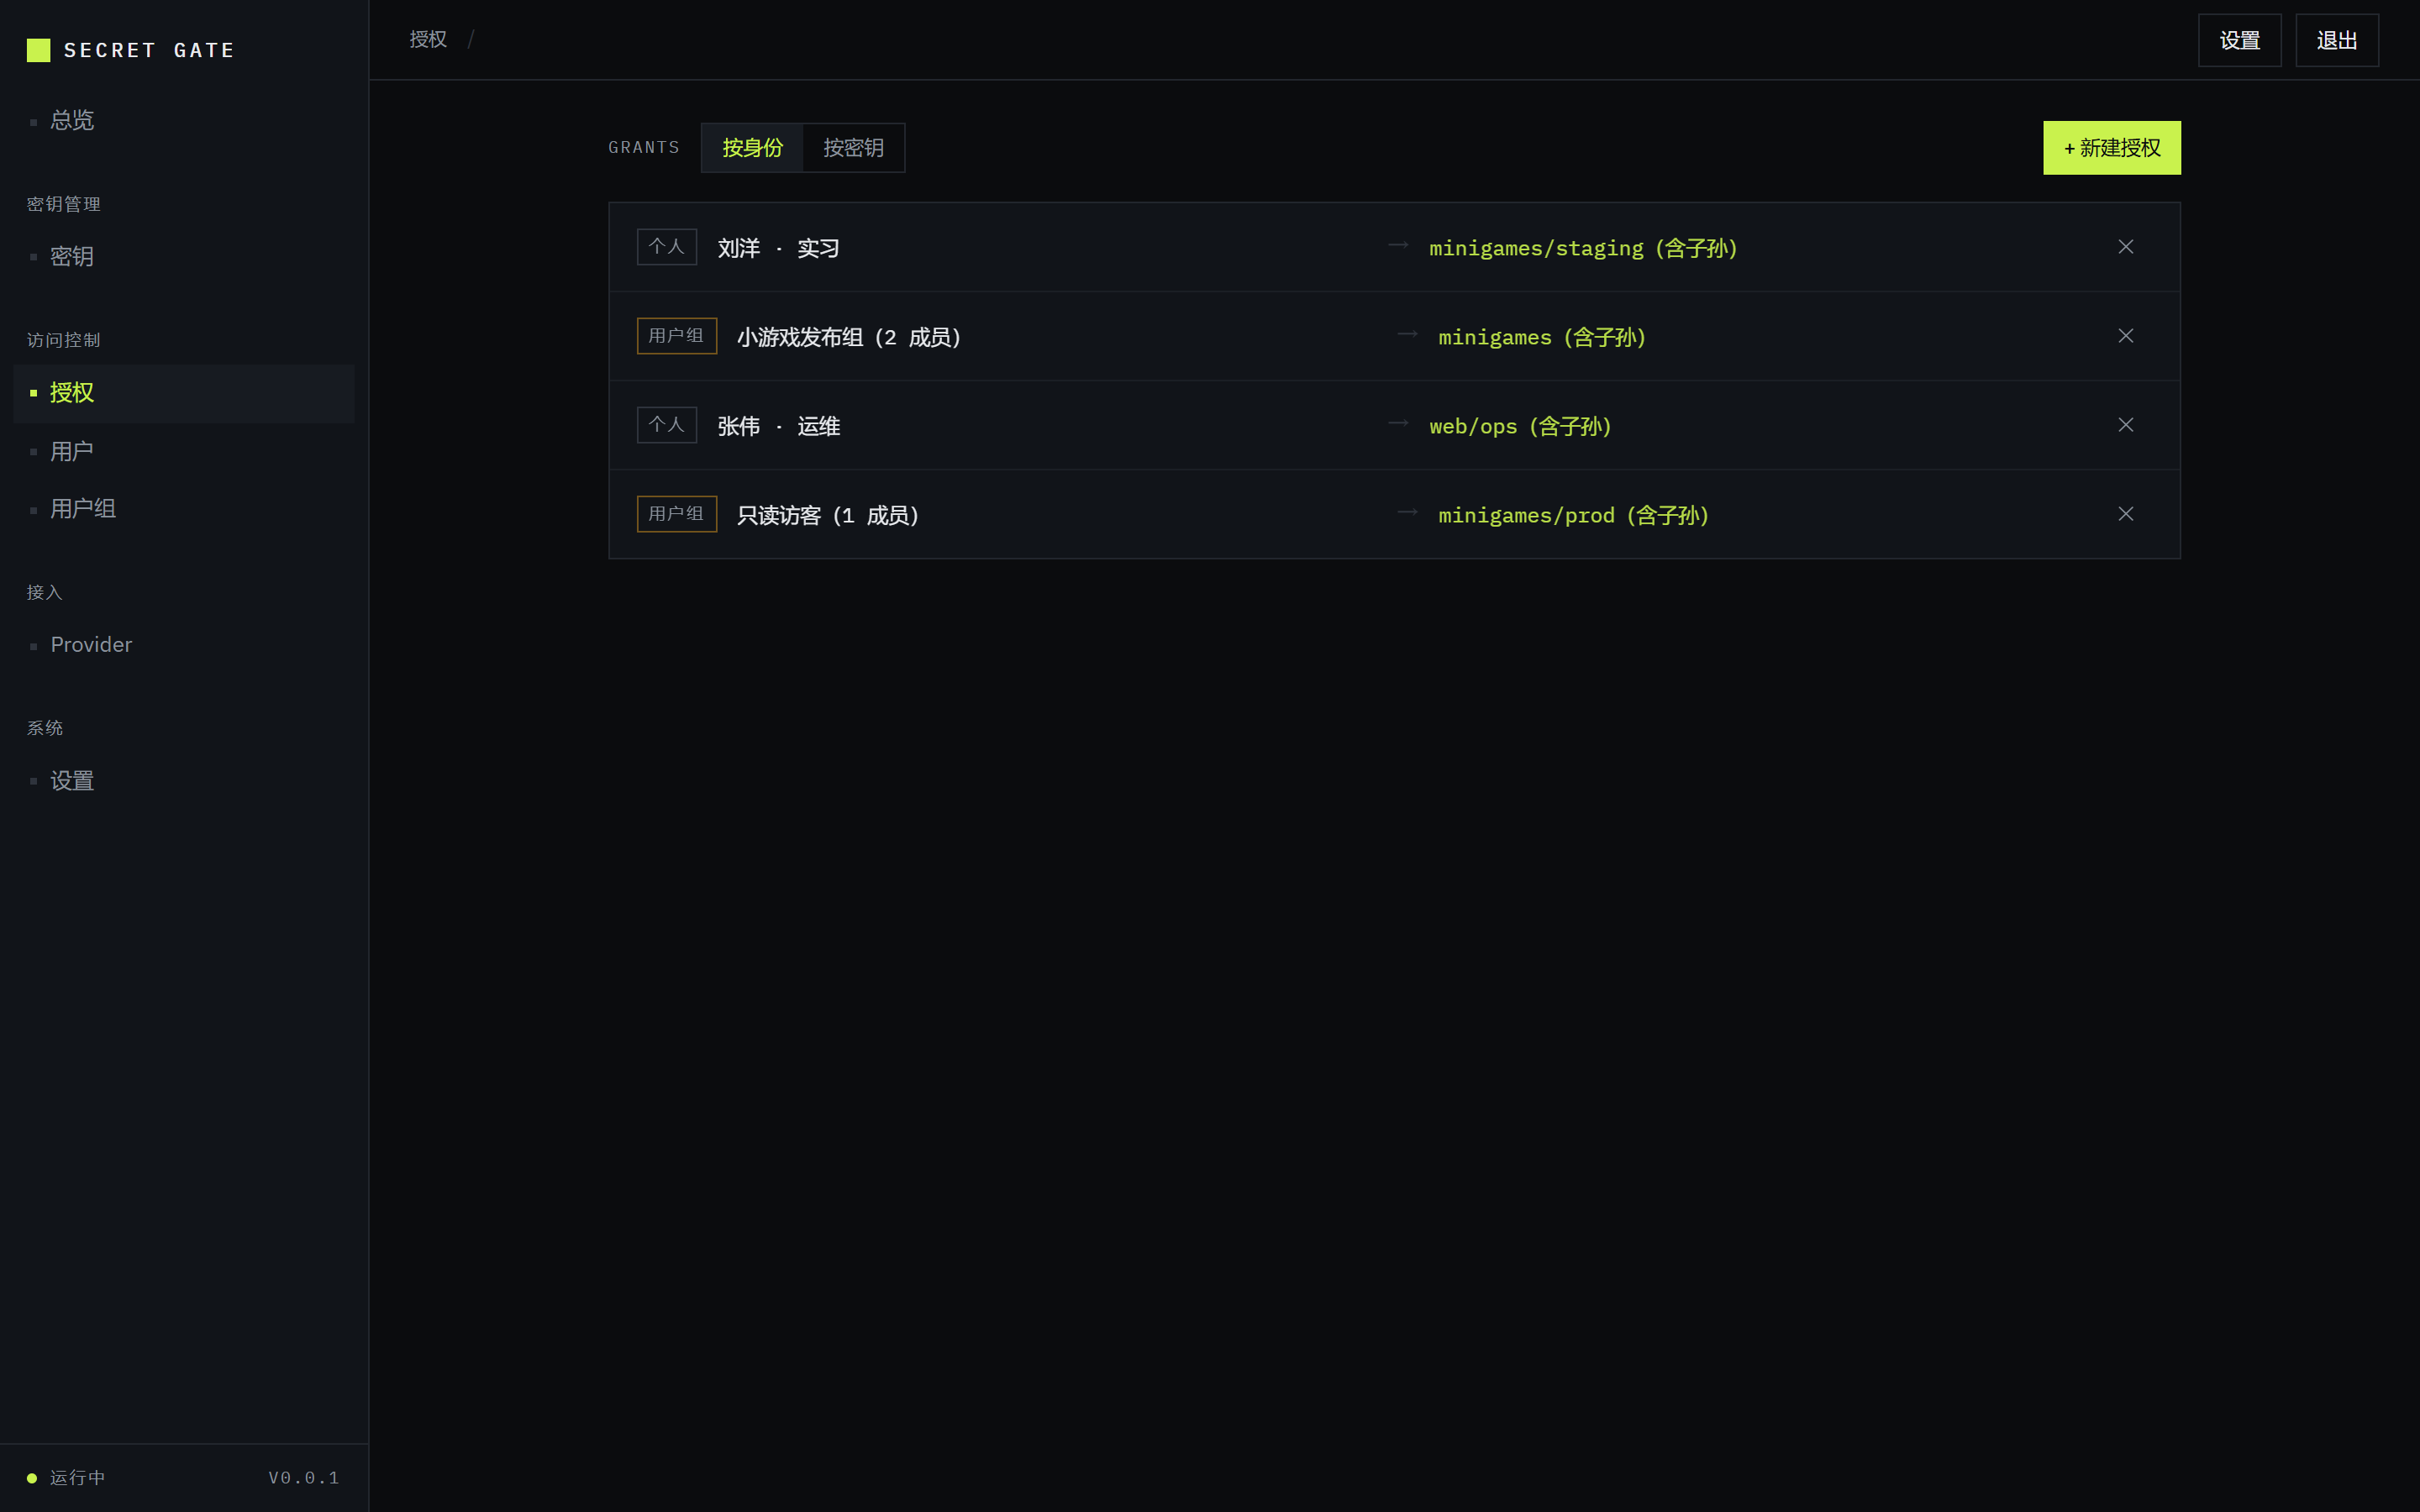 SECRET GATE
总览
密钥管理
密钥
访问控制
授权
用户
用户组
接入
Provider
系统
设置
运行中 V0.0.1
授权 /
设置 退出
GRANTS 按身份 按密钥 + 新建授权
个人 刘洋 · 实习 → minigames/staging (含子孙) ×
用户组 小游戏发布组 (2 成员) → minigames (含子孙) ×
个人 张伟 · 运维 → web/ops (含子孙) ×
用户组 只读访客 (1 成员) → minigames/prod (含子孙) ×